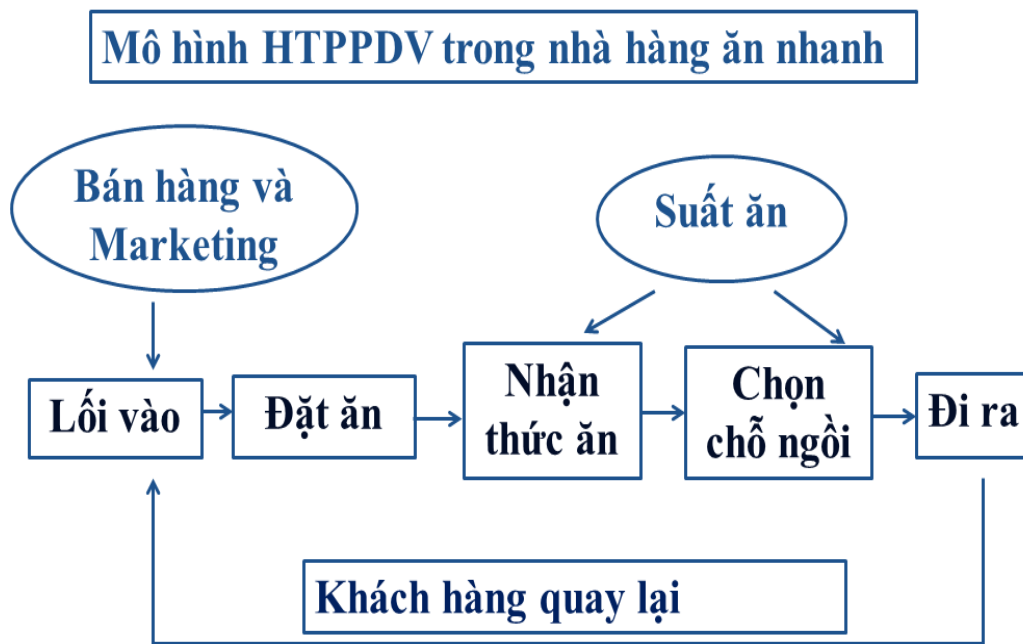 Mô hình HTPPDV trong nhà hàng ăn nhanh
Bán hàng và
Marketing
Suất ăn
Lối vào
Đặt ăn
Nhận
thức ăn
Chọn
chỗ ngồi
Đi ra
Khách hàng quay lại